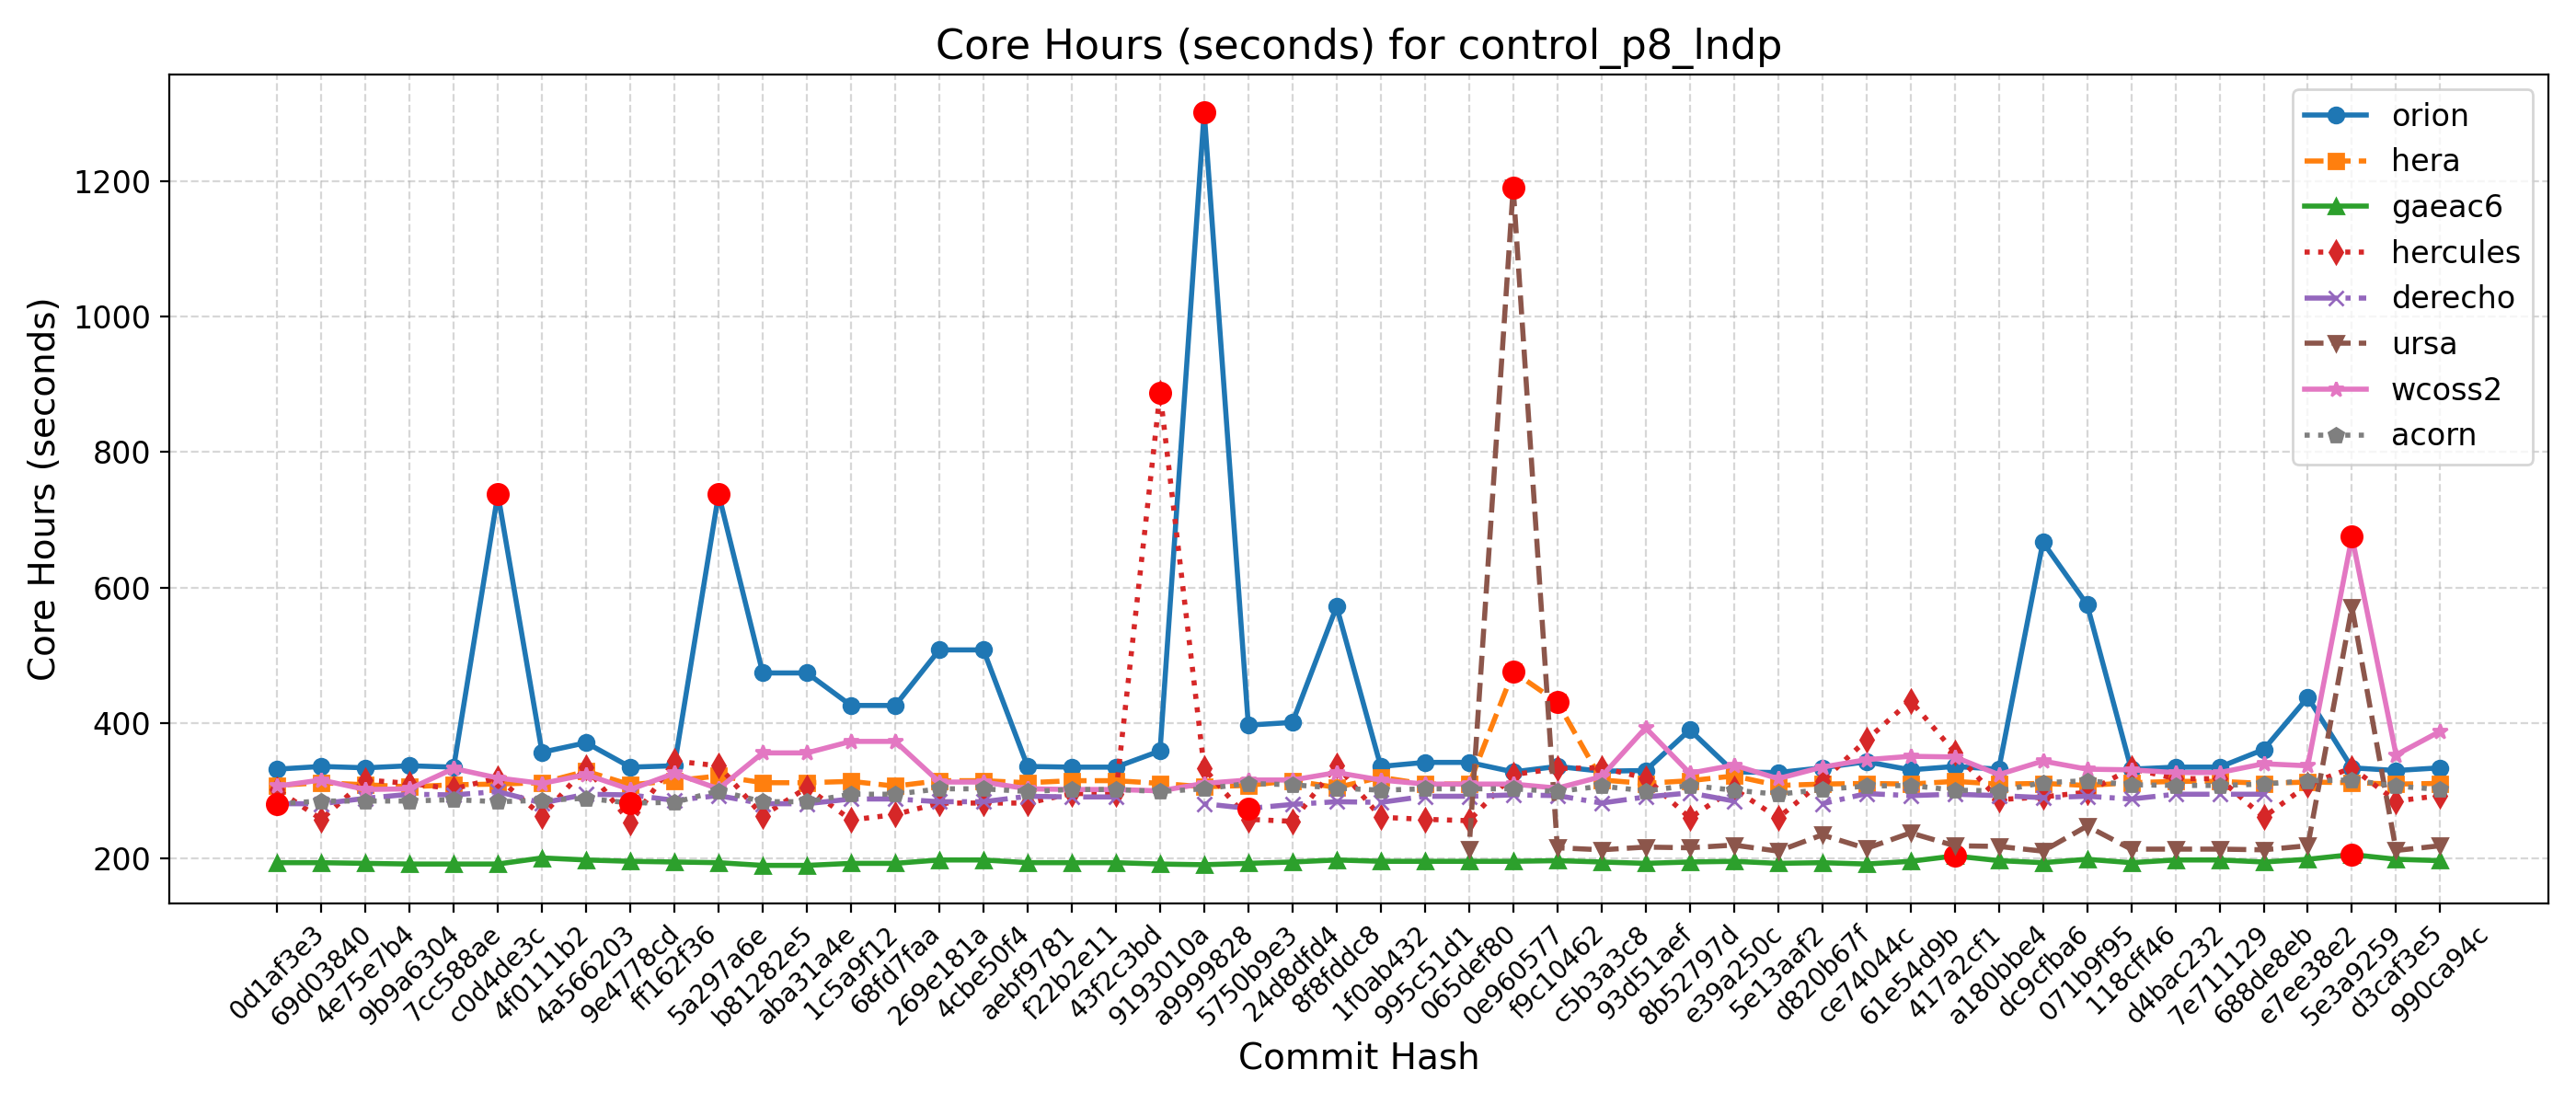 Core Hours (seconds) for control_p8_lndp
Core Hours (seconds)
1200
1000
800
600
400
200
orion
hera
gaeac6
hercules
derecho
ursa
wcoss2
acorn
0d1af3e3
69d03840
4e75e7b4
9b9a6304
7cc588ae
c0d4de3c
4f0111b2
4a566203
9e4778cd
ff162f36
5a297a6e
b81282e5
aba31a4e
1c5a9f12
68fd7faa
269e181a
4cbe50f4
aebf9781
f22b2e11
43f2c3bd
9193010a
a9999828
5750b9e3
24d8dfd4
8f8fddc8
1f0ab432
995c51d1
065def80
0e960577
f9c10462
c5b3a3c8
93d51aef
8b52797d
e39a250c
5e13aaf2
d820b67f
ce74044c
61e54d9b
417a2cf1
a180bbe4
dc9cfba6
071b9f95
118cff46
d4bac232
7e711129
688de8eb
e7ee38e2
5e3a9259
d3caf3e5
990ca94c
Commit Hash